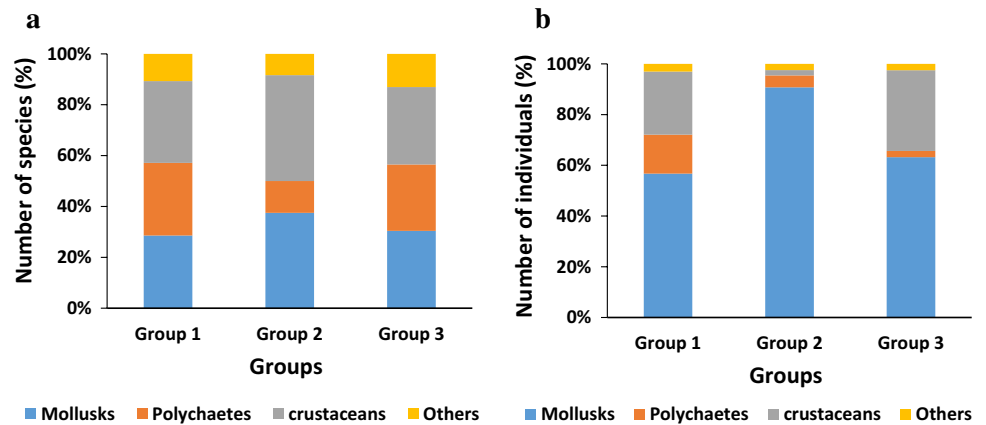 a
Number of species (%)
100%
80%
60%
40%
20%
0%
Group 1 Group 2 Group 3
Groups
Mollusks Polychaetes crustaceans Others
b
Number of individuals (%)
100%
80%
60%
40%
20%
0%
Group 1 Group 2 Group 3
Groups
Mollusks Polychaetes crustaceans Others